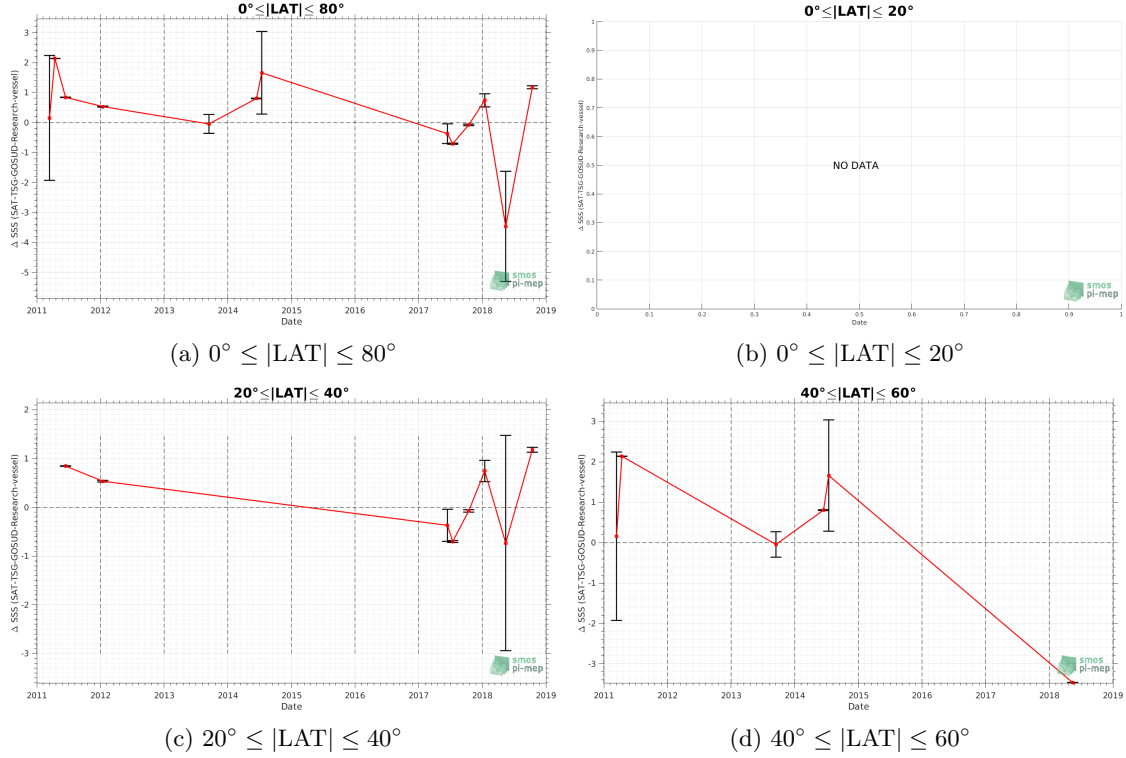 0°≤|LAT|≤ 80°
Δ SSS (SAT-TSG-GOSUD-Research-vessel)
3
2
1
0
-1
-2
-3
-4
-5
smos
pi-mep
2011 2012 2013 2014 2015 2016 2017 2018 2019
Date
(a) 0° ≤ |LAT| ≤ 80°
0°≤|LAT|≤ 20°
Δ SSS (SAT-TSG-GOSUD-Research-vessel)
1
0.9
0.8
0.7
0.6
0.5
0.4
0.3
0.2
0.1
0
NO DATA
smos
pi-mep
0 0.1 0.2 0.3 0.4 0.5 0.6 0.7 0.8 0.9 1
Date
(b) 0° ≤ |LAT| ≤ 20°
20°≤|LAT|≤ 40°
Δ SSS (SAT-TSG-GOSUD-Research-vessel)
2
1
0
-1
-2
-3
smos
pi-mep
2011 2012 2013 2014 2015 2016 2017 2018 2019
Date
(c) 20° ≤ |LAT| ≤ 40°
40°≤|LAT|≤ 60°
Δ SSS (SAT-TSG-GOSUD-Research-vessel)
3
2
1
0
-1
-2
-3
smos
pi-mep
2011 2012 2013 2014 2015 2016 2017 2018 2019
Date
(d) 40° ≤ |LAT| ≤ 60°